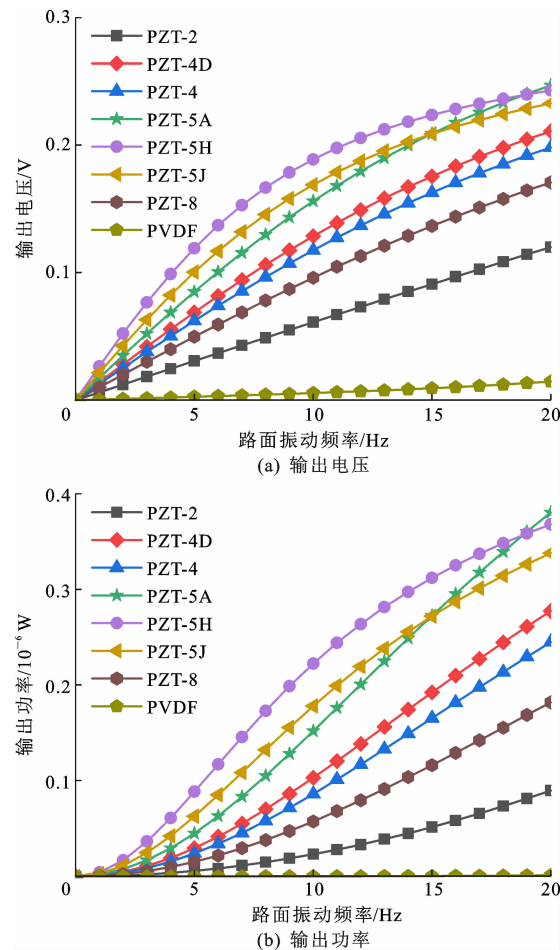 PZT-2
PZT-4D
PZT-4
PZT-5A
PZT-5H
PZT-5J
PZT-8
PVDF
输出电压/V
0.3
0.2
0.1
0
5
10
15
20
路面振动频率/Hz
(a) 输出电压
PZT-2
PZT-4D
PZT-4
PZT-5A
PZT-5H
PZT-5J
PZT-8
PVDF
输出功率/10⁻⁶ W
0.4
0.3
0.2
0.1
0
5
10
15
20
路面振动频率/Hz
(b) 输出功率